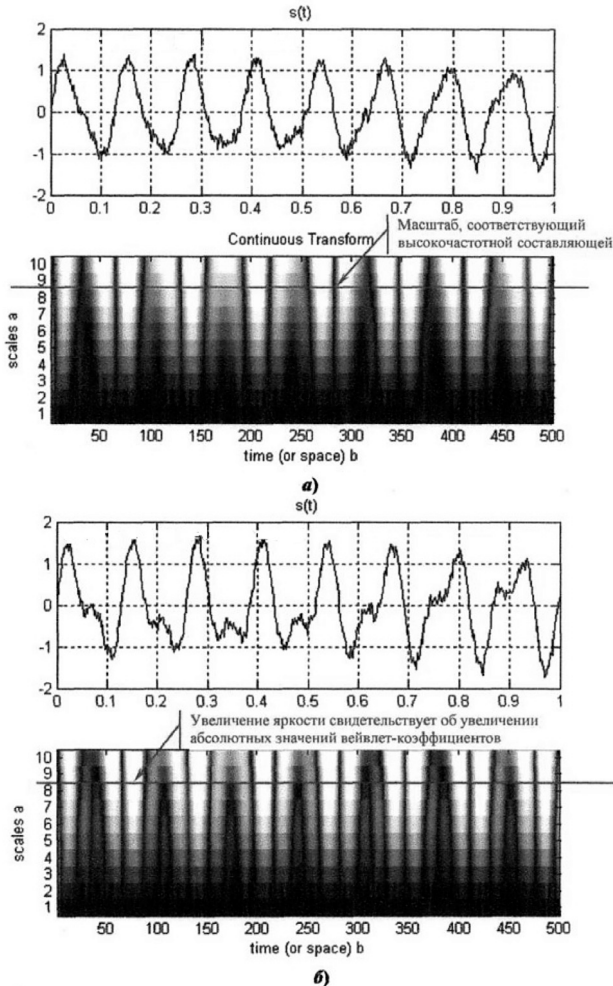 s(t)
2
1
0
-1
-2
0 0.1 0.2 0.3 0.4 0.5 0.6 0.7 0.8 0.9 1
Масштаб, соответствующий
высокочастотной составляющей
Continuous Transform
10
9
8
7
6
5
4
3
2
1
scales a
50 100 150 200 250 300 350 400 450 500
time (or space) b
а)
s(t)
2
1
0
-1
-2
0 0.1 0.2 0.3 0.4 0.5 0.6 0.7 0.8 0.9 1
Увеличение яркости свидетельствует об увеличении
абсолютных значений вейвлет-коэффициентов
10
9
8
7
6
5
4
3
2
1
scales a
50 100 150 200 250 300 350 400 450 500
time (or space) b
б)